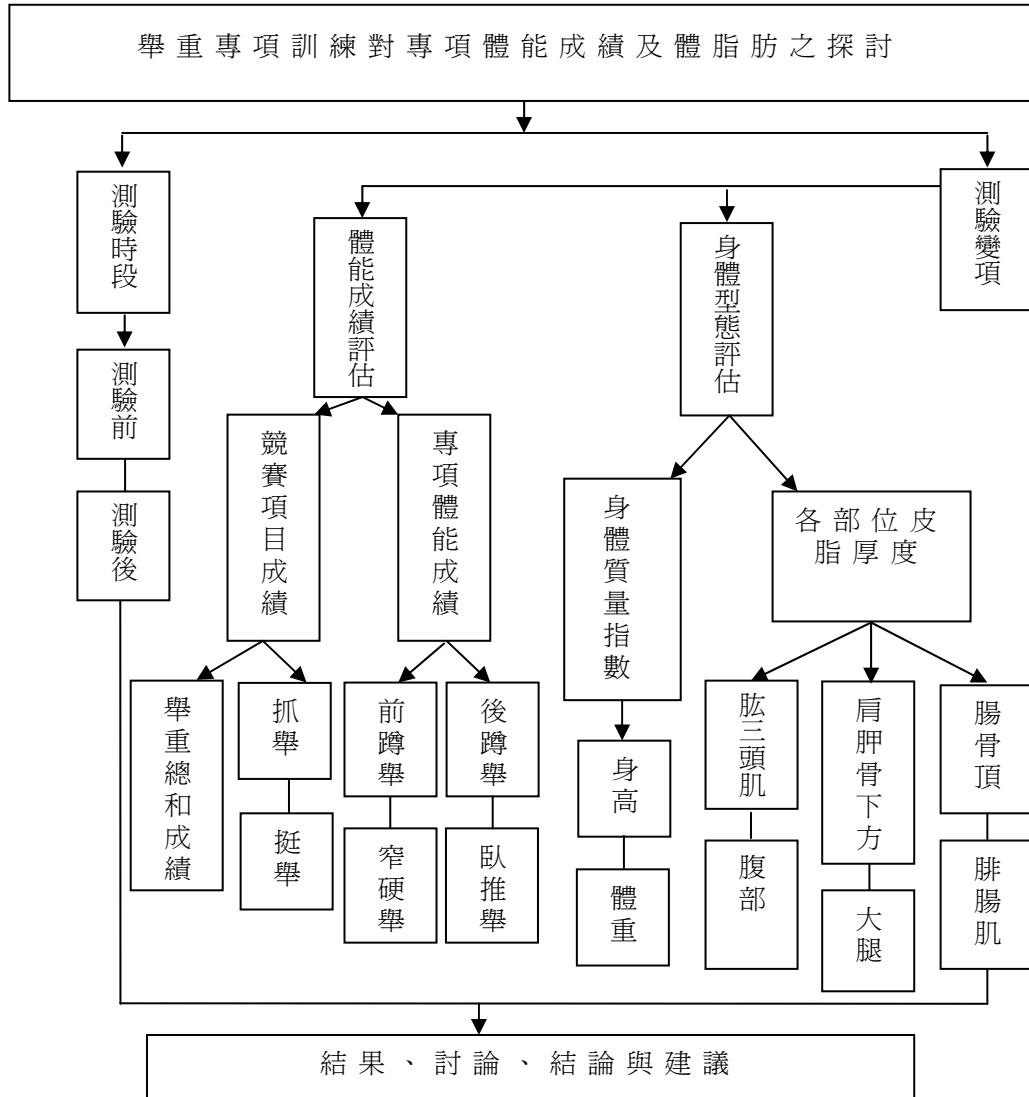 舉重專項訓練對專項體能成績及體脂肪之探討
測驗時段
測驗變項
體能成績評估
身體型態評估
測驗前
測驗後
競賽項目成績
專項體能成績
身體質量指數
各部位皮
脂厚度
舉重總和成績
抓舉
挺舉
前蹲舉
窄硬舉
後蹲舉
臥推舉
身高
體重
肱三頭肌
腹部
肩胛骨下方
大腿
腸骨頂
腓腸肌
結果、討論、結論與建議